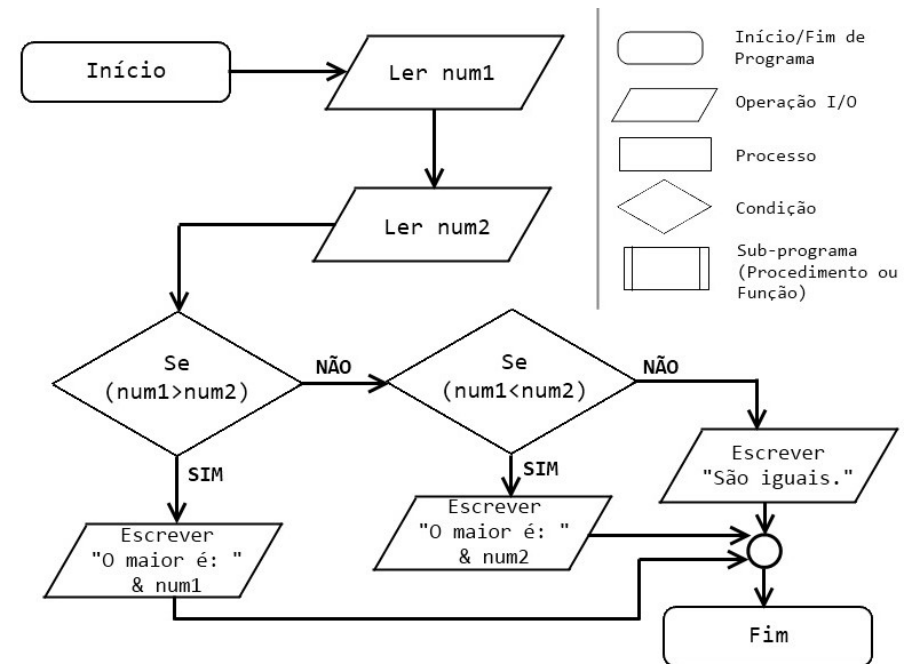 Início
Ler num1
Ler num2
Se
(num1>num2)
NÃO
Se
(num1<num2)
NÃO
SIM
SIM
Escrever
"São iguais."
Escrever
"O maior é: "
& num1
Escrever
"O maior é: "
& num2
Fim
Início/Fim de
Programa
Operação I/O
Processo
Condição
Sub-programa
(Procedimento ou
Função)